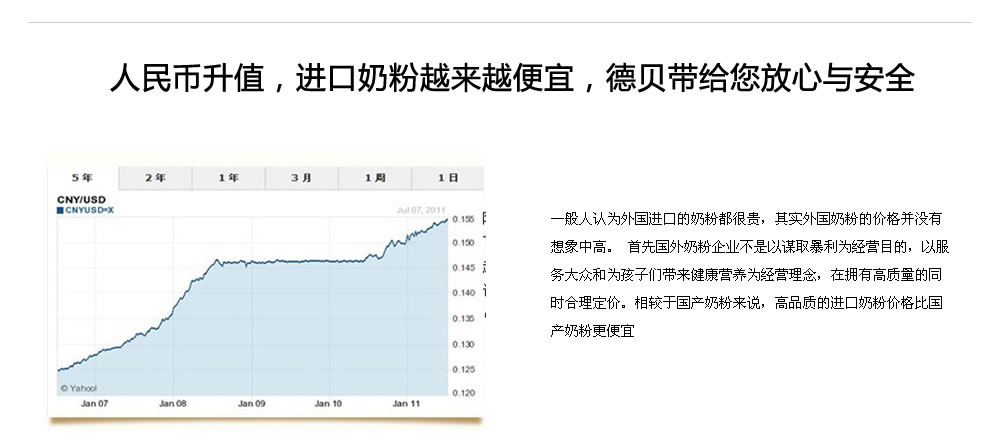 人民币升值，进口奶粉越来越便宜，德贝带给您放心与安全
5年 2年 1年 3月 1周 1日
CNY/USD
CNYUSD=X
Jul 07, 2011
0.155
0.150
0.145
0.140
0.135
0.130
0.125
0.120
© Yahoo!
Jan 07 Jan 08 Jan 09 Jan 10 Jan 11
一般人认为外国进口的奶粉都很贵，其实外国奶粉的价格并没有
想象中高。 首先国外奶粉企业不是以谋取暴利为经营目的，以服
务大众和为孩子们带来健康营养为经营理念，在拥有高质量的同
时合理定价。相较于国产奶粉来说，高品质的进口奶粉价格比国
产奶粉更便宜